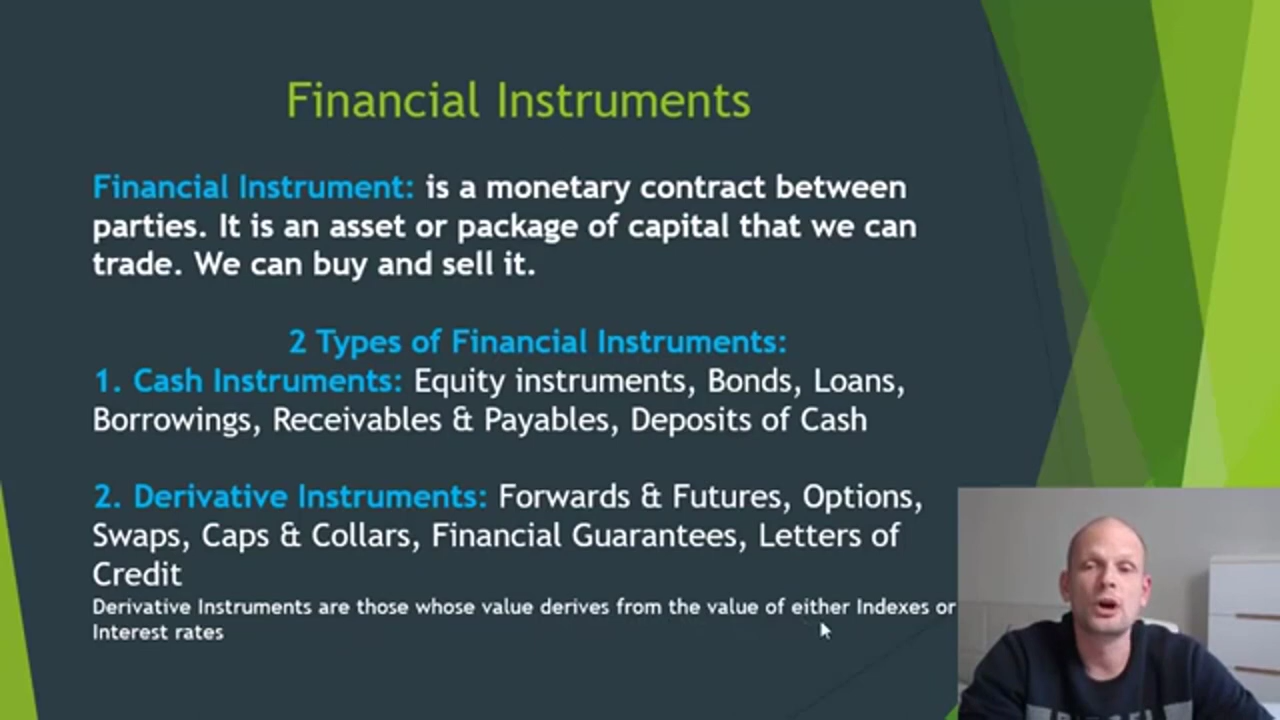 Financial Instruments
Financial Instrument: is a monetary contract between
parties. It is an asset or package of capital that we can
trade. We can buy and sell it.
2 Types of Financial Instruments:
1. Cash Instruments: Equity instruments, Bonds, Loans,
Borrowings, Receivables & Payables, Deposits of Cash
2. Derivative Instruments: Forwards & Futures, Options,
Swaps, Caps & Collars, Financial Guarantees, Letters of
Credit
Derivative Instruments are those whose value derives from the value of either Indexes or
Interest rates